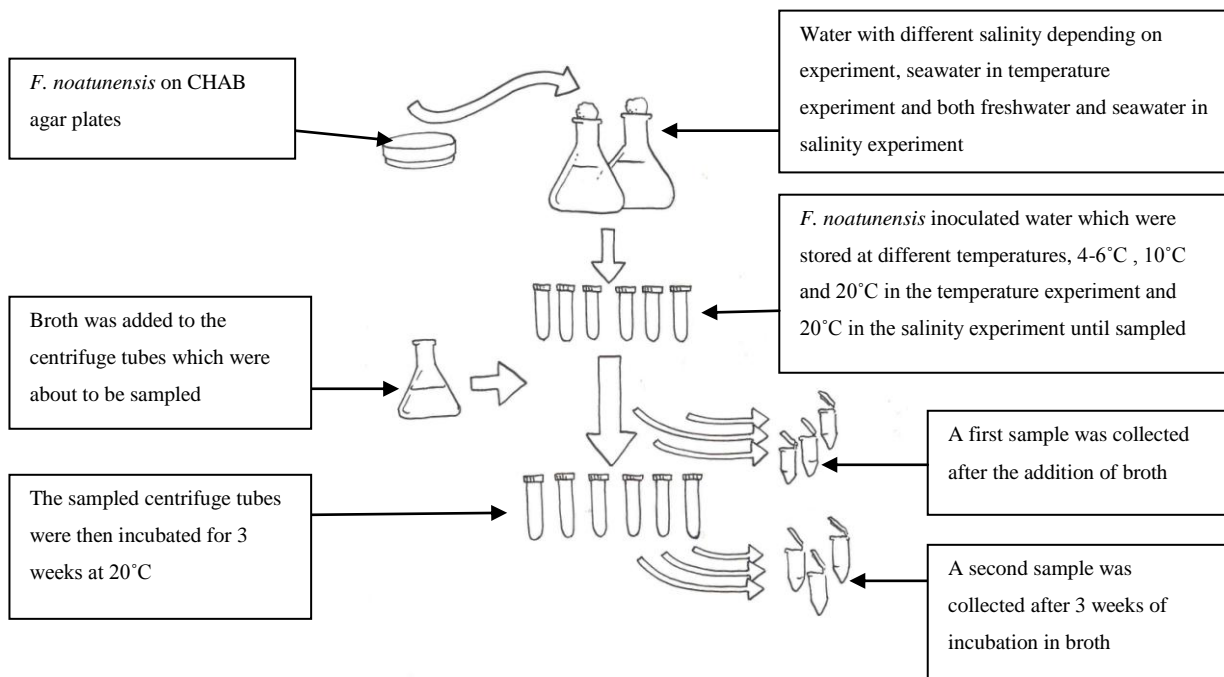 F. noatunensis on CHAB
agar plates
Water with different salinity depending on
experiment, seawater in temperature
experiment and both freshwater and seawater in
salinity experiment
F. noatunensis inoculated water which were
stored at different temperatures, 4-6˚C , 10˚C
and 20˚C in the temperature experiment and
20˚C in the salinity experiment until sampled
Broth was added to the
centrifuge tubes which were
about to be sampled
A first sample was collected
after the addition of broth
The sampled centrifuge tubes
were then incubated for 3
weeks at 20˚C
A second sample was
collected after 3 weeks of
incubation in broth